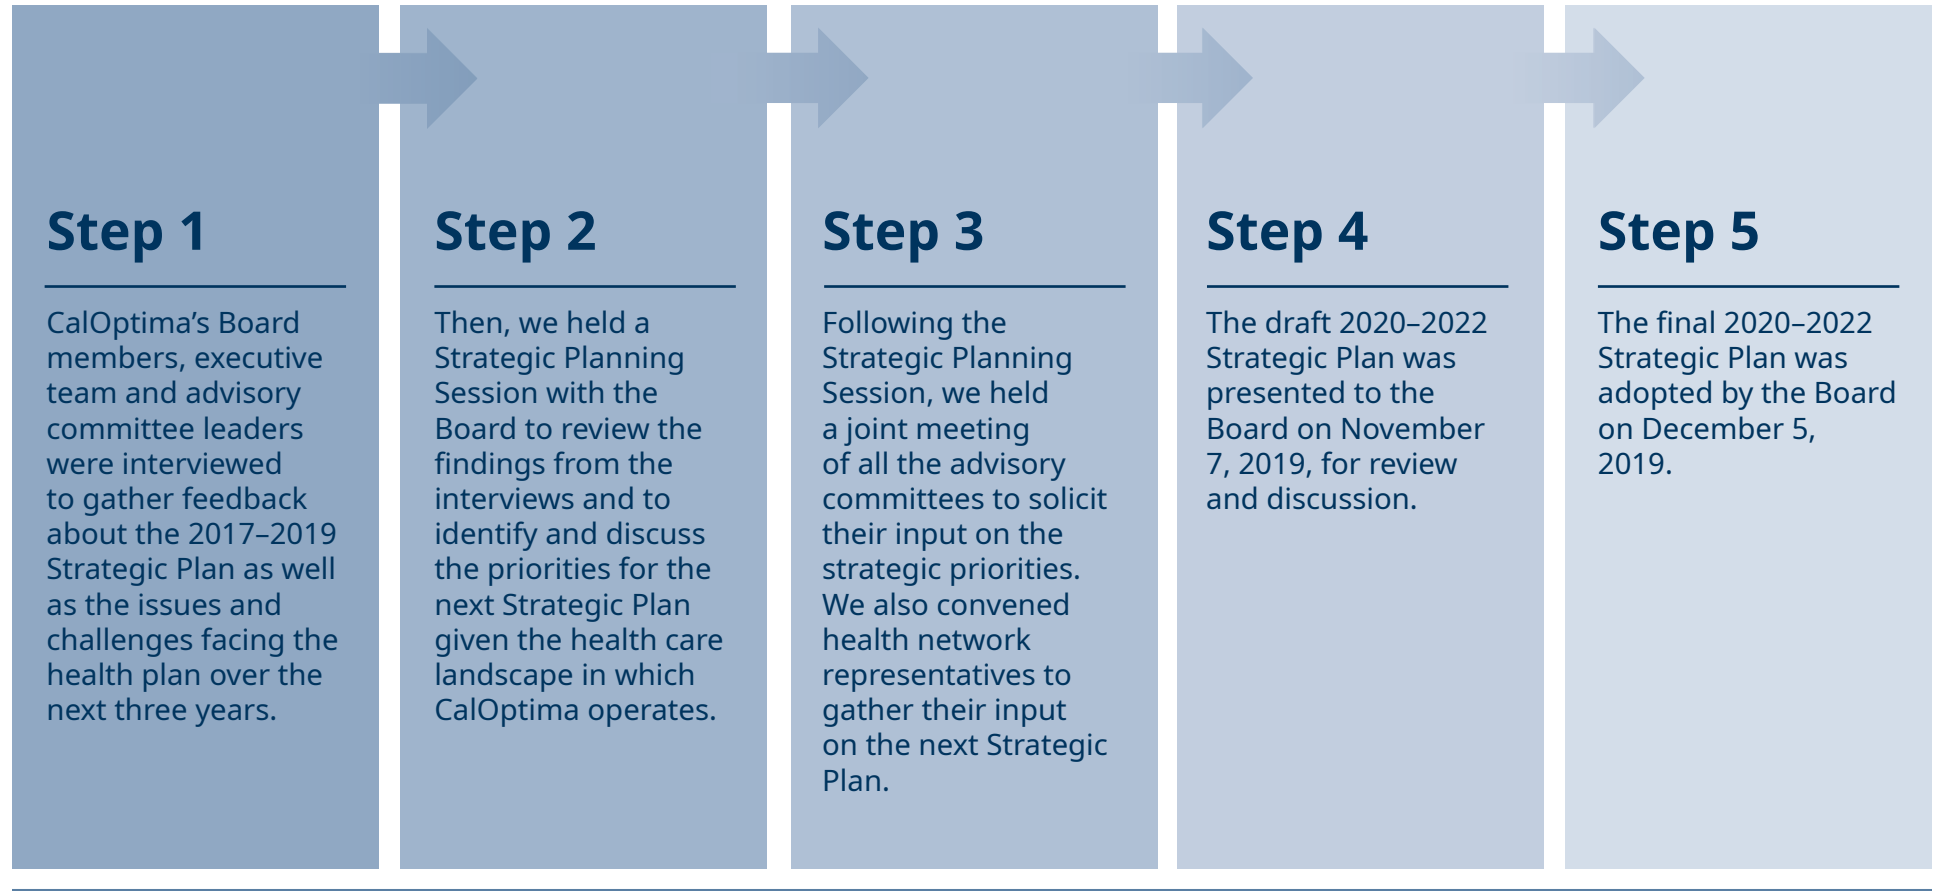 Step 1
CalOptima’s Board
members, executive
team and advisory
committee leaders
were interviewed
to gather feedback
about the 2017–2019
Strategic Plan as well
as the issues and
challenges facing the
health plan over the
next three years.
Step 2
Then, we held a
Strategic Planning
Session with the
Board to review the
findings from the
interviews and to
identify and discuss
the priorities for the
next Strategic Plan
given the health care
landscape in which
CalOptima operates.
Step 3
Following the
Strategic Planning
Session, we held
a joint meeting
of all the advisory
committees to solicit
their input on the
strategic priorities.
We also convened
health network
representatives to
gather their input
on the next Strategic
Plan.
Step 4
The draft 2020–2022
Strategic Plan was
presented to the
Board on November
7, 2019, for review
and discussion.
Step 5
The final 2020–2022
Strategic Plan was
adopted by the Board
on December 5,
2019.